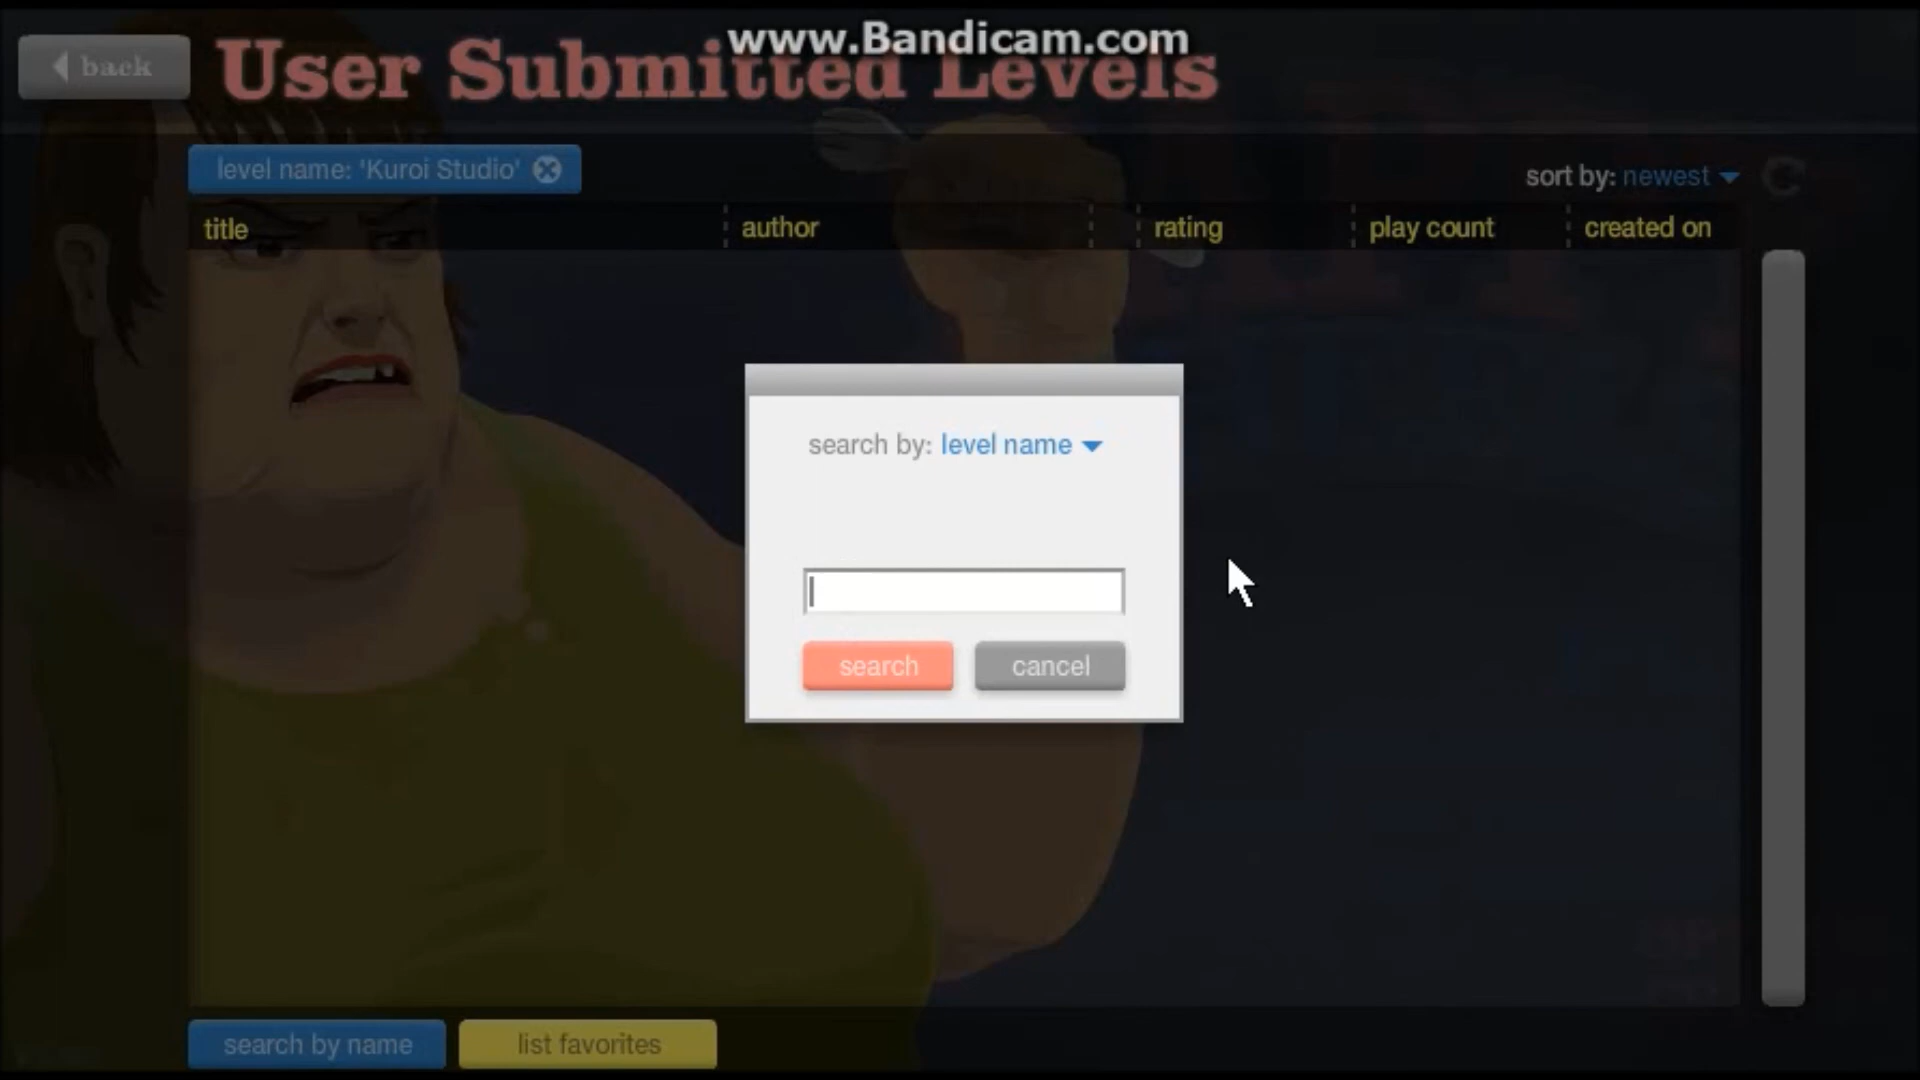 www.Bandicam.com
back
User Submitted Levels
level name: 'Kuroi Studio'
sort by: newest
title
author
rating
play count
created on
search by: level name
search
cancel
search by name
list favorites